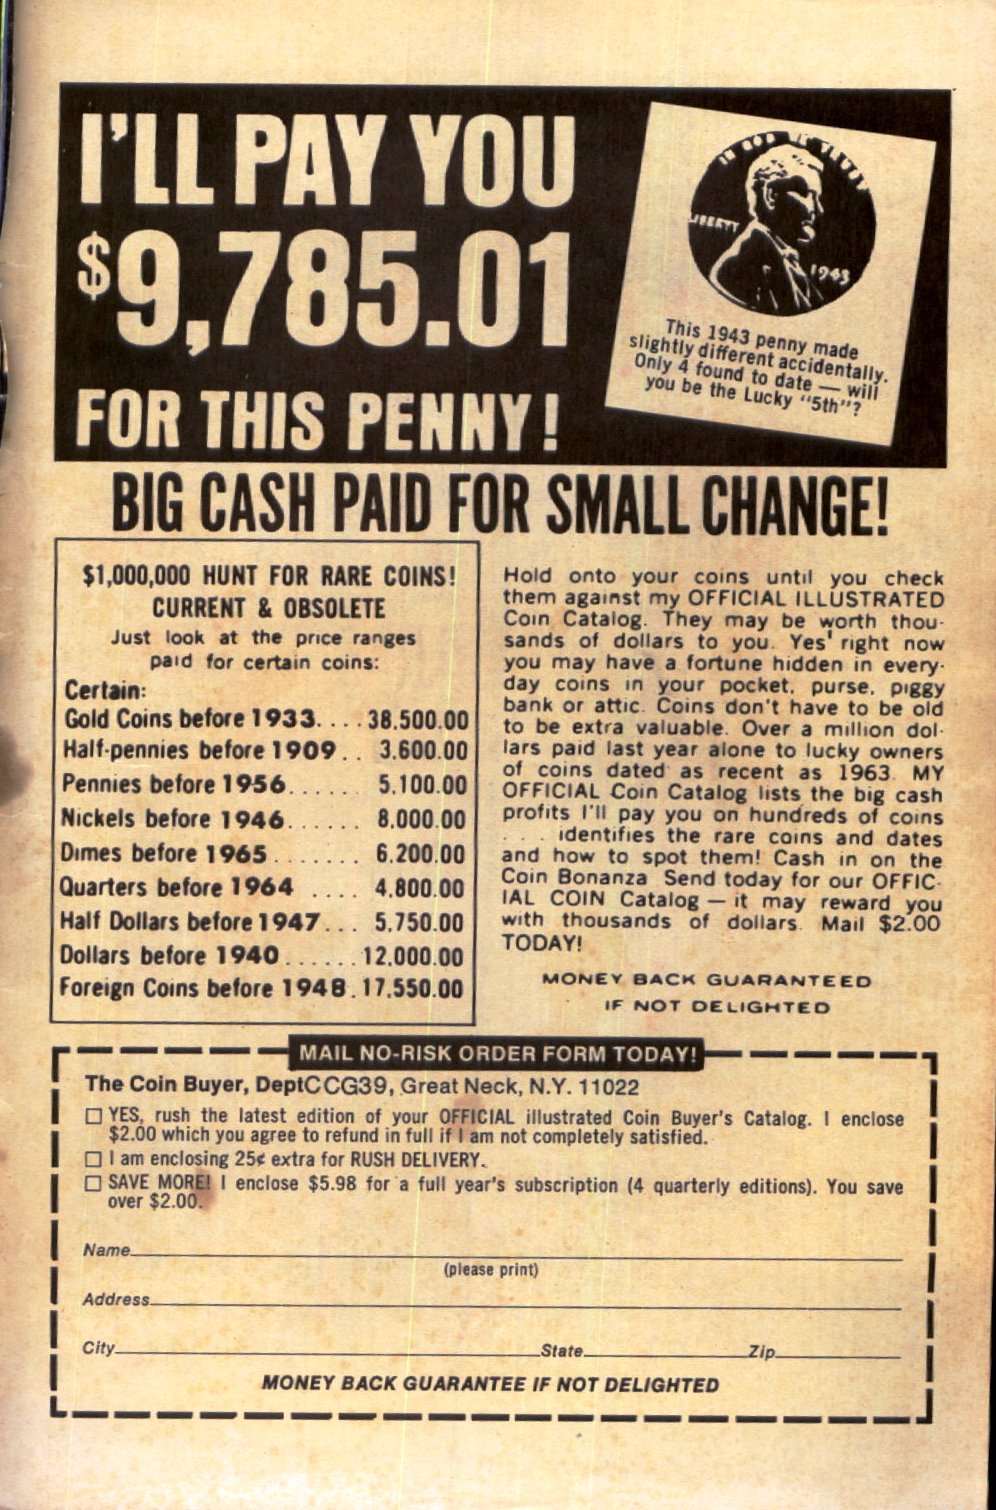 I'LL PAY YOU
$9,785.01
FOR THIS PENNY!
IN GOD WE TRUST
LIBERTY
1943
This 1943 penny made
slightly different accidentally.
Only 4 found to date — will
you be the Lucky "5th"?
BIG CASH PAID FOR SMALL CHANGE!
$1,000,000 HUNT FOR RARE COINS!
CURRENT & OBSOLETE
Just look at the price ranges
paid for certain coins:
Certain:
Gold Coins before 1933....38.500.00
Half-pennies before 1909.. 3.600.00
Pennies before 1956...... 5.100.00
Nickels before 1946...... 8.000.00
Dimes before 1965....... 6.200.00
Quarters before 1964 .... 4.800.00
Half Dollars before 1947... 5.750.00
Dollars before 1940......12.000.00
Foreign Coins before 1948.17.550.00
Hold onto your coins until you check
them against my OFFICIAL ILLUSTRATED
Coin Catalog. They may be worth thou-
sands of dollars to you. Yes' right now
you may have a fortune hidden in every-
day coins in your pocket, purse, piggy
bank or attic. Coins don't have to be old
to be extra valuable. Over a million dol-
lars paid last year alone to lucky owners
of coins dated as recent as 1963. MY
OFFICIAL Coin Catalog lists the big cash
profits I'll pay you on hundreds of coins
. . . identifies the rare coins and dates
and how to spot them! Cash in on the
Coin Bonanza Send today for our OFFIC-
IAL COIN Catalog — it may reward you
with thousands of dollars. Mail $2.00
TODAY!
MONEY BACK GUARANTEED
IF NOT DELIGHTED
MAIL NO-RISK ORDER FORM TODAY!
The Coin Buyer, DeptCCG39, Great Neck, N.Y. 11022
☐ YES, rush the latest edition of your OFFICIAL illustrated Coin Buyer's Catalog. I enclose
$2.00 which you agree to refund in full if I am not completely satisfied.
☐ I am enclosing 25¢ extra for RUSH DELIVERY.
☐ SAVE MORE! I enclose $5.98 for a full year's subscription (4 quarterly editions). You save
over $2.00.
Name
(please print)
Address
City State Zip
MONEY BACK GUARANTEE IF NOT DELIGHTED